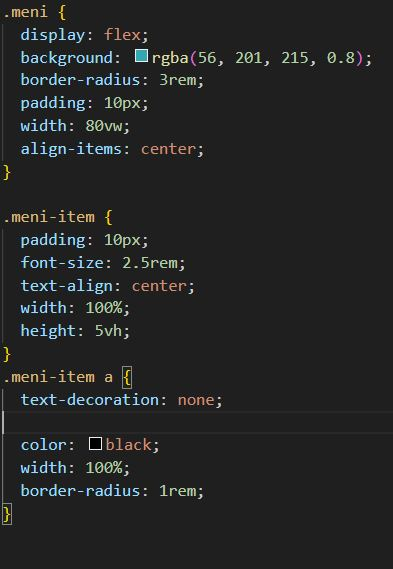 .meni {
  display: flex;
  background: rgba(56, 201, 215, 0.8);
  border-radius: 3rem;
  padding: 10px;
  width: 80vw;
  align-items: center;
}

.meni-item {
  padding: 10px;
  font-size: 2.5rem;
  text-align: center;
  width: 100%;
  height: 5vh;
}
.meni-item a {
  text-decoration: none;

  color: black;
  width: 100%;
  border-radius: 1rem;
}